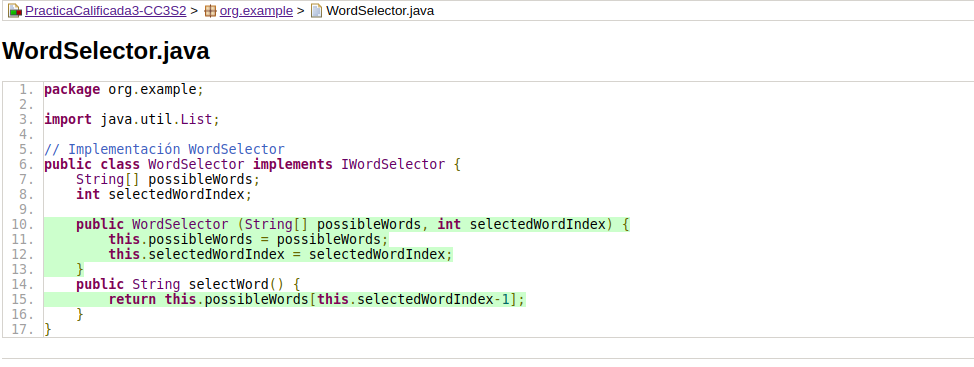 PracticaCalificada3-CC3S2 > org.example > WordSelector.java
WordSelector.java
1. package org.example;
2.
3. import java.util.List;
4.
5. // Implementación WordSelector
6. public class WordSelector implements IWordSelector {
7.     String[] possibleWords;
8.     int selectedWordIndex;
9.
10.     public WordSelector (String[] possibleWords, int selectedWordIndex) {
11.         this.possibleWords = possibleWords;
12.         this.selectedWordIndex = selectedWordIndex;
13.     }
14.     public String selectWord() {
15.         return this.possibleWords[this.selectedWordIndex-1];
16.     }
17. }